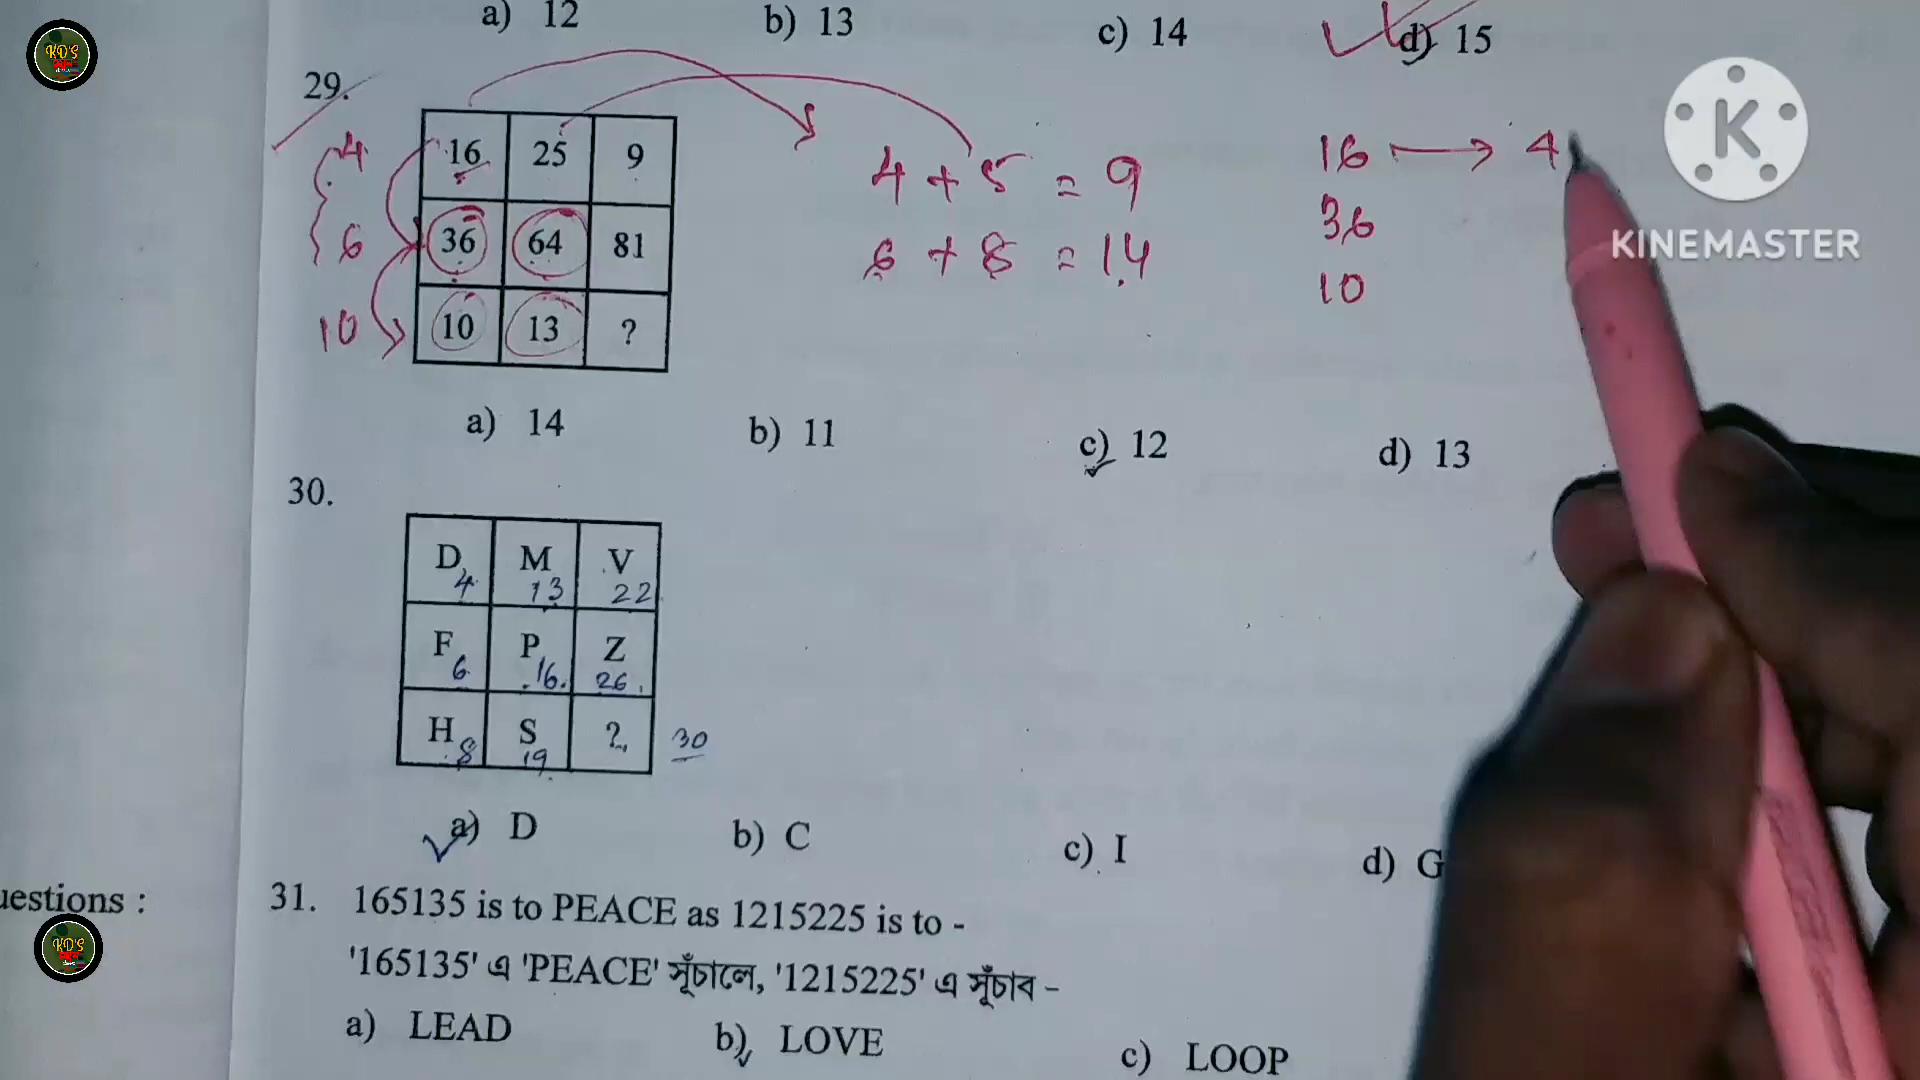 a) 12 b) 13 c) 14 d) 15
29.
16 25 9
36 64 81
10 13 ?
4
6
10
4 + 5 = 9
6 + 8 = 14
16 → 4
36
10
KINEMASTER
a) 14 b) 11 c) 12 d) 13
30.
D 4 M 13 V 22
F 6 P 16 Z 26
H 8 S 19 ? 30
a) D b) C c) I d) G
uestions :
31. 165135 is to PEACE as 1215225 is to -
'165135' এ 'PEACE' সূঁচালে, '1215225' এ সূঁচাব -
a) LEAD b) LOVE c) LOOP
KD'S
KD'S